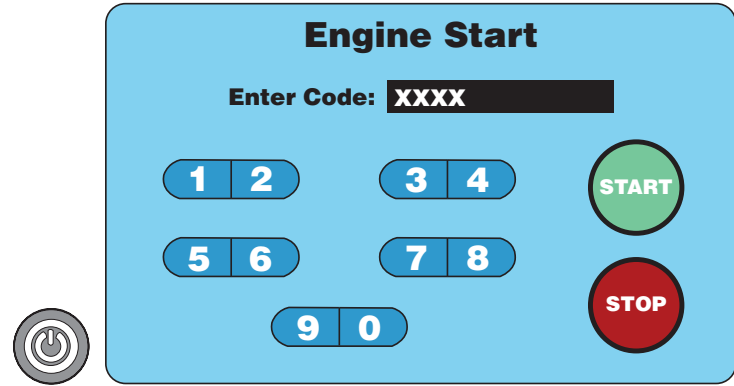 Engine Start
Enter Code: XXXX
1 2 3 4
START
5 6 7 8
STOP
9 0